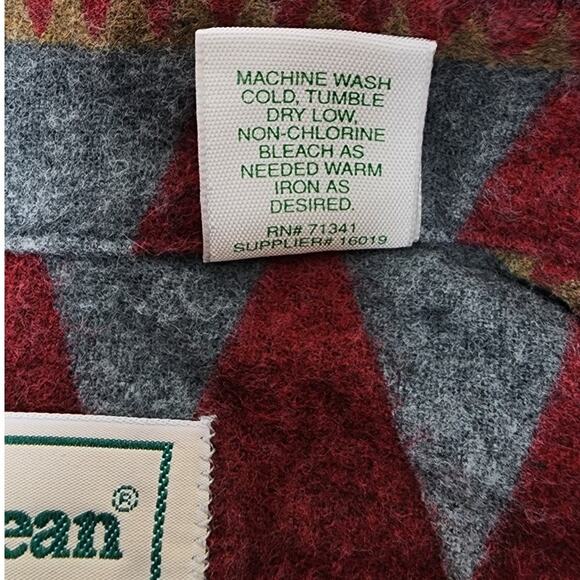 MACHINE WASH
COLD, TUMBLE
DRY LOW,
NON-CHLORINE
BLEACH AS
NEEDED WARM
IRON AS
DESIRED.
RN# 71341
SUPPLIER# 16019
ean®